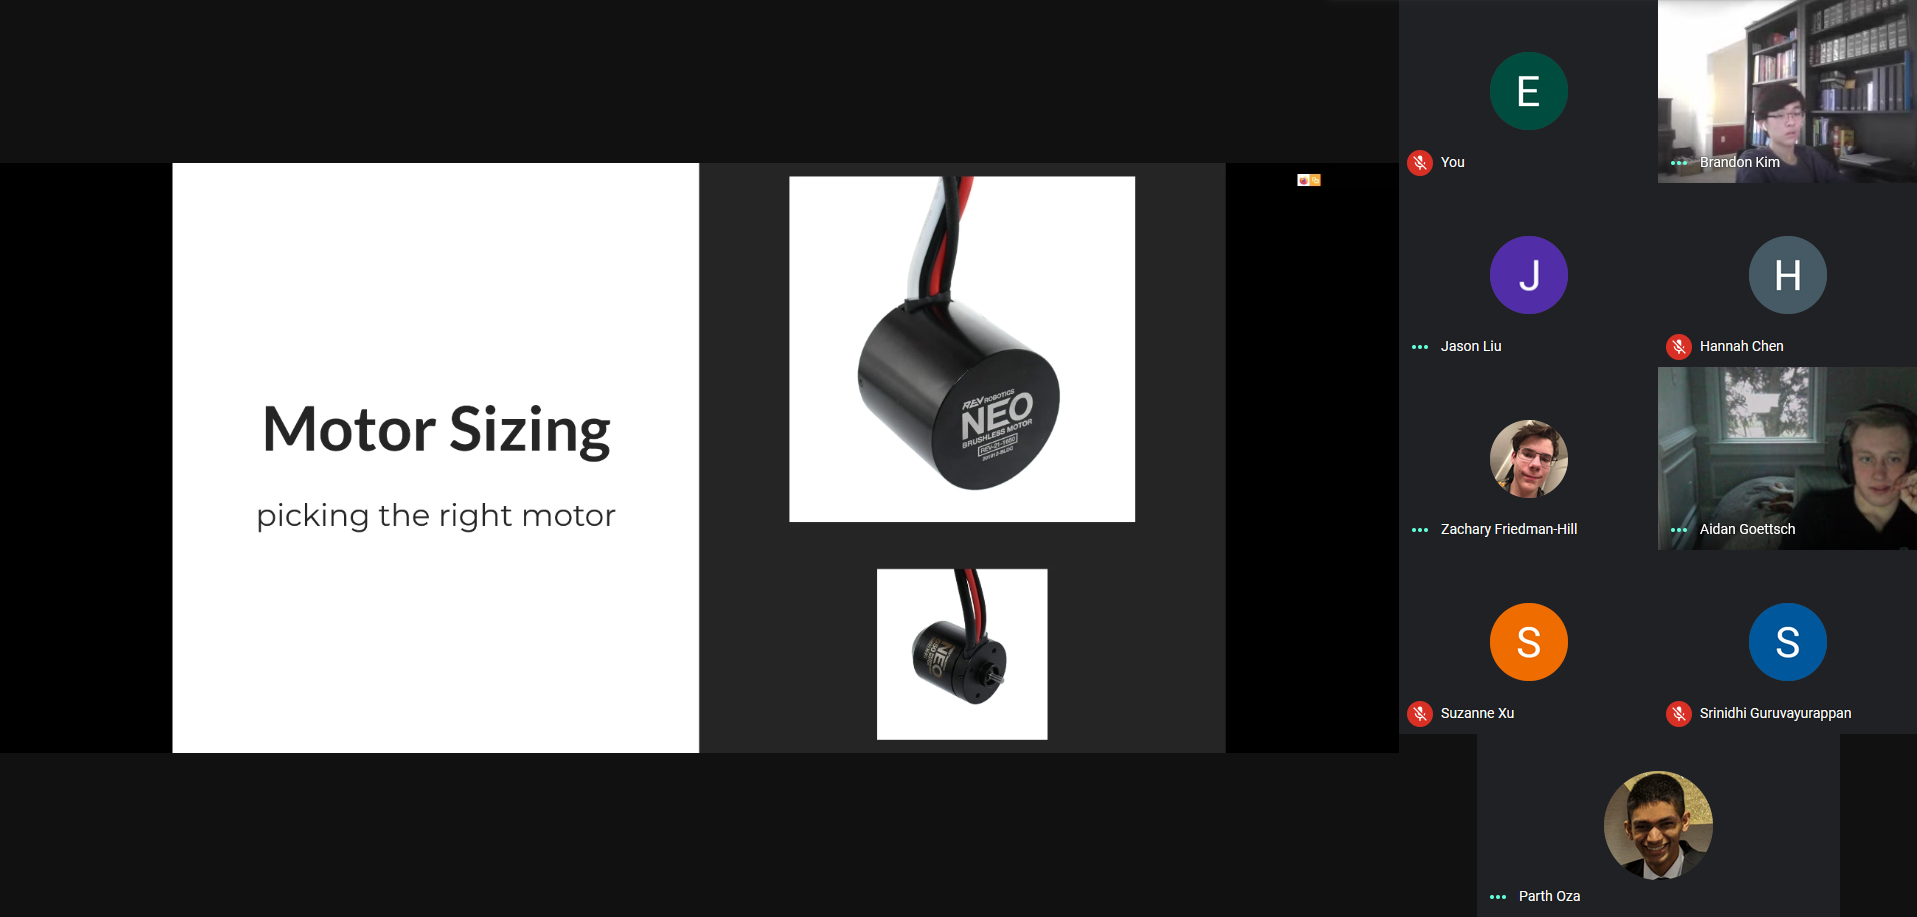 Motor Sizing
picking the right motor
REV ROBOTICS
NEO
BRUSHLESS MOTOR
REV-21-1650
NEO
E
You
Brandon Kim
J
Jason Liu
H
Hannah Chen
Zachary Friedman-Hill
Aidan Goettsch
S
Suzanne Xu
S
Srinidhi Guruvayurappan
Parth Oza